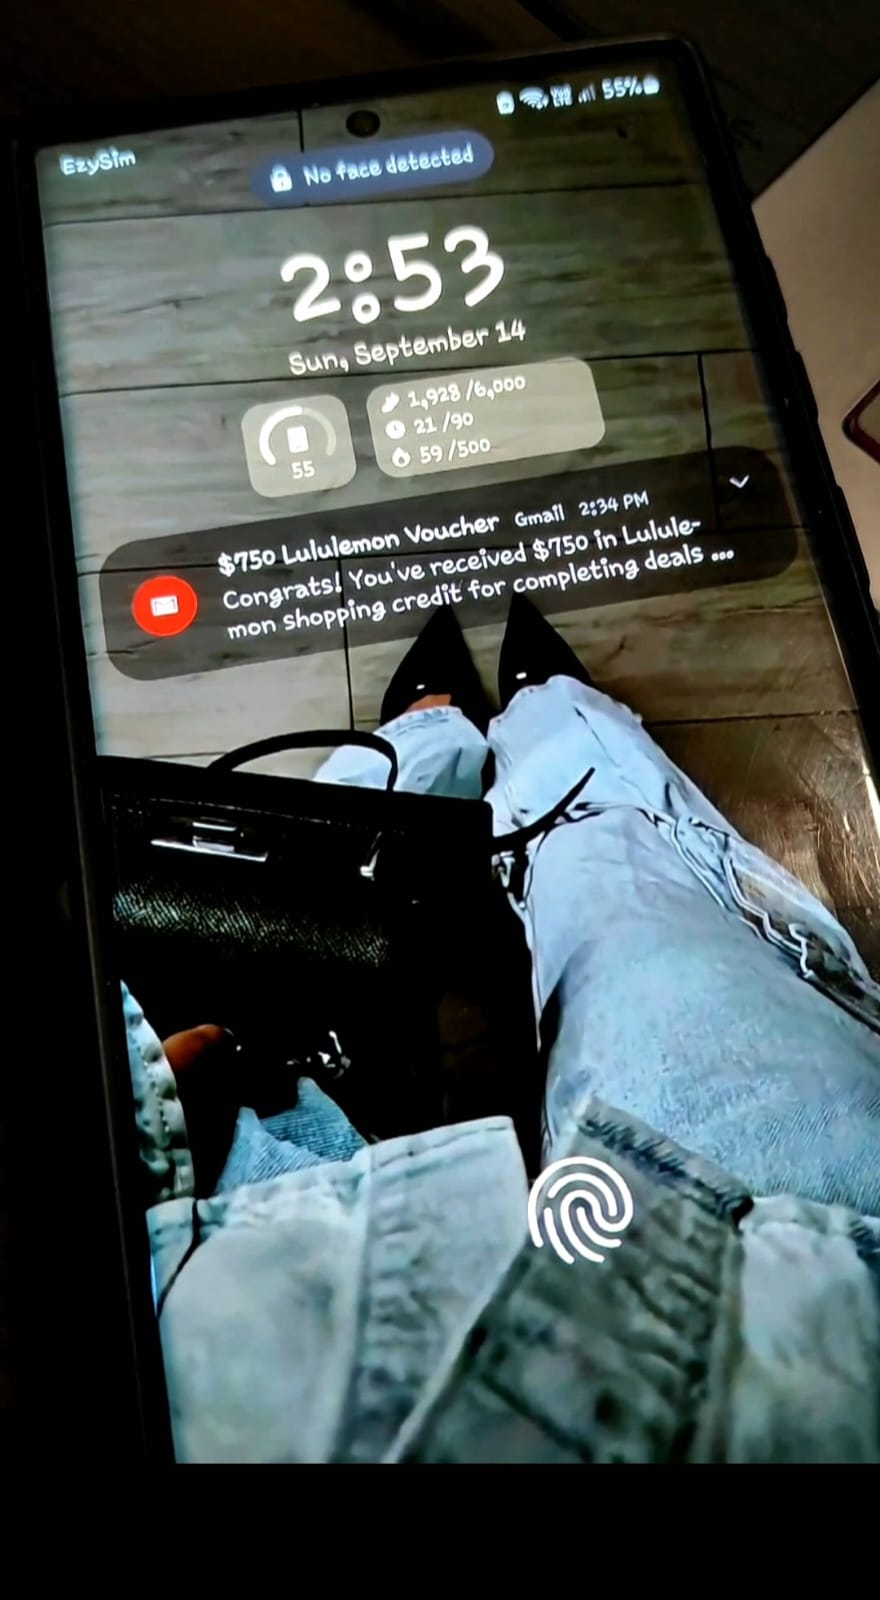 EzySim
55%
No face detected
2:53
Sun, September 14
55
1,928 /6,000
21 /90
59 /500
$750 Lululemon Voucher Gmail 2:34 PM
Congrats! You've received $750 in Lulule-
mon shopping credit for completing deals ...